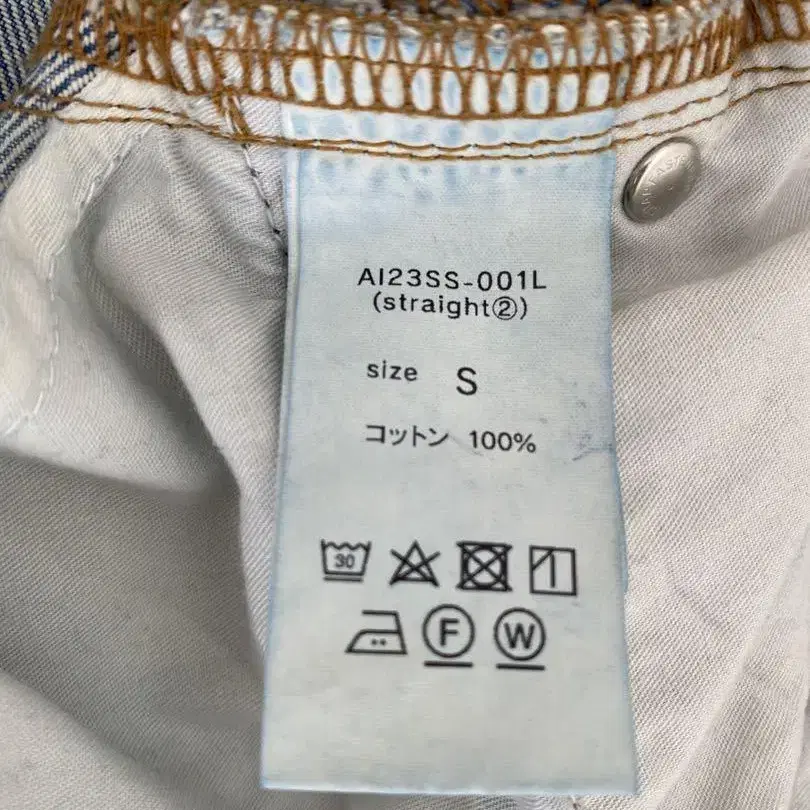 AI23SS-001L
(straight②)
size S
コットン 100%
30
F W